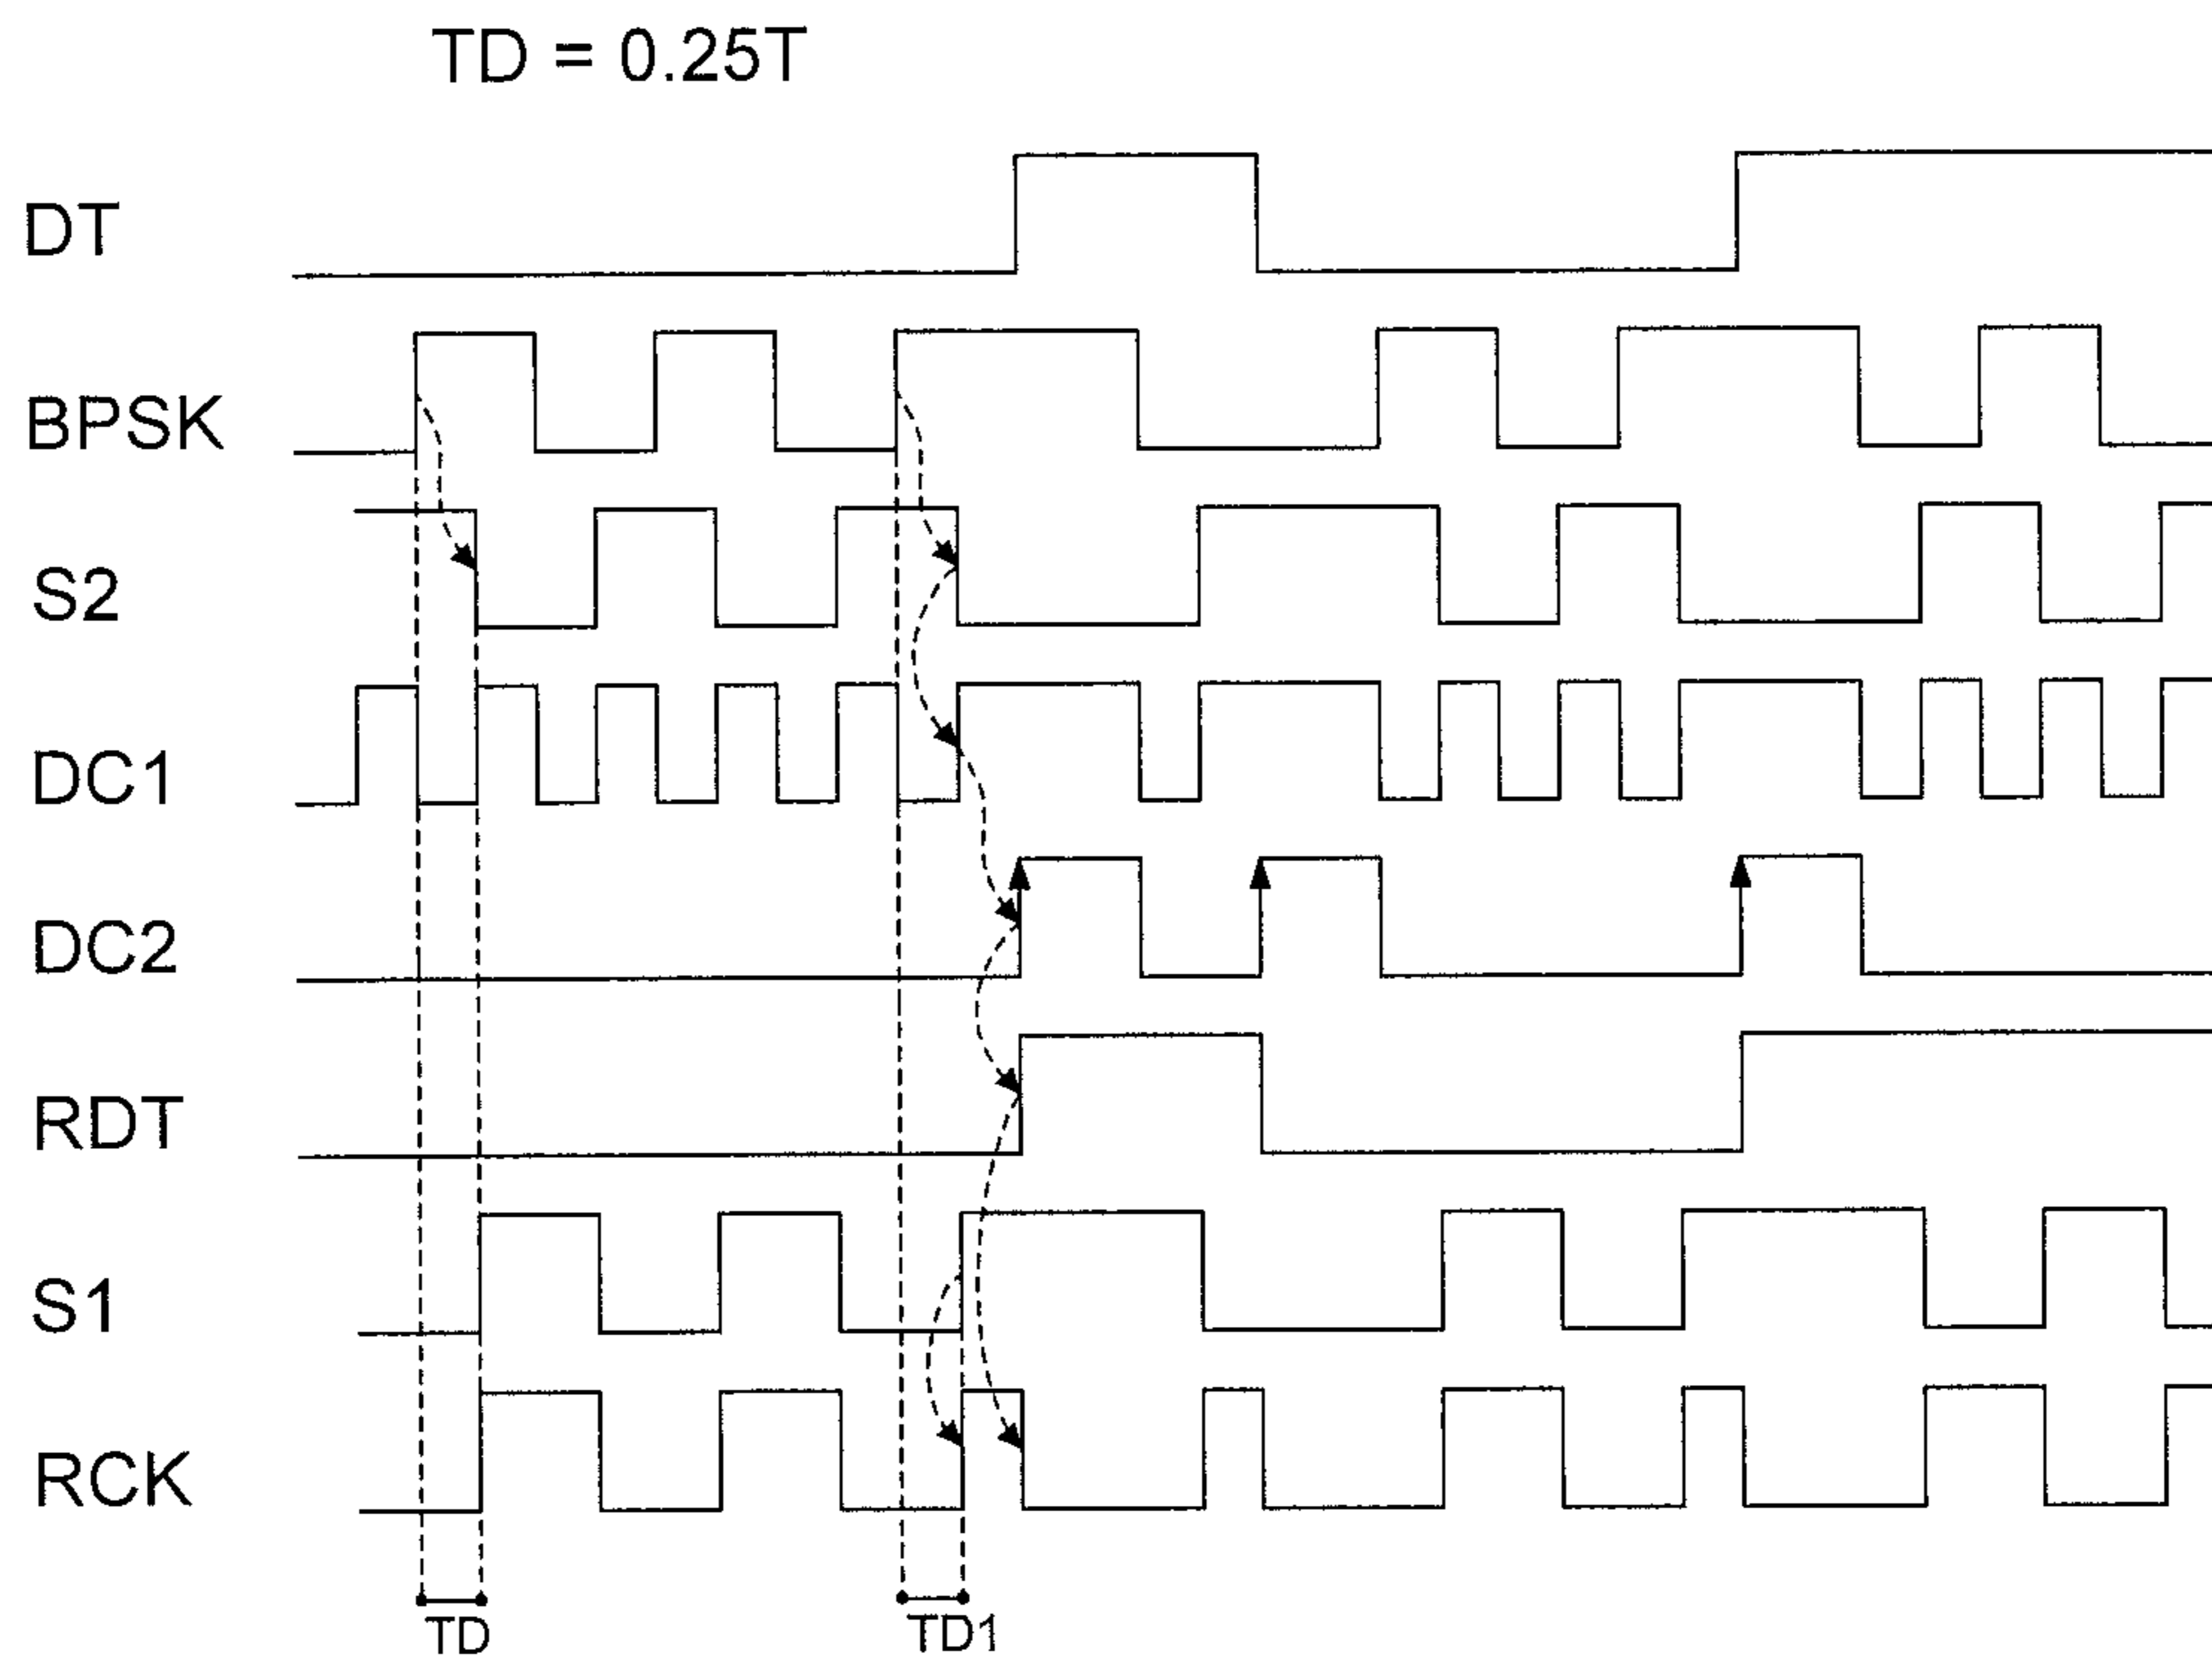 TD = 0.25T
DT
BPSK
S2
DC1
DC2
RDT
S1
RCK
TD
TD1